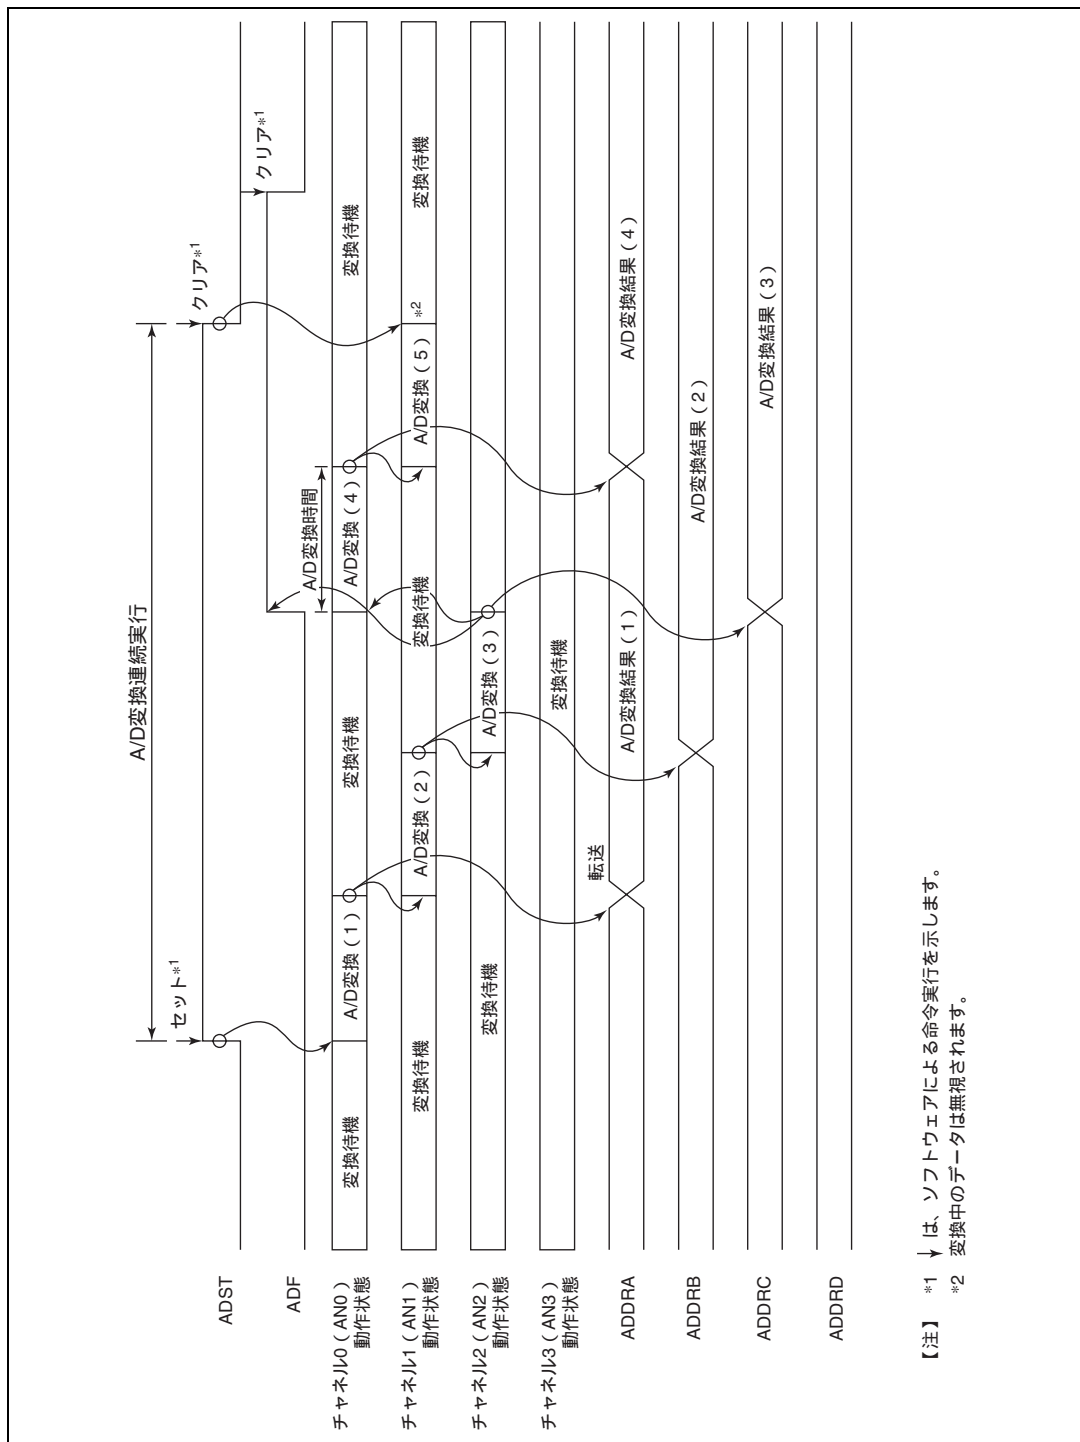 A/D変換連続実行
セット*1
クリア*1
クリア*1
ADST
ADF
A/D変換時間
チャネル0（AN0）
動作状態
変換待機
A/D変換（1）
変換待機
A/D変換（4）
変換待機
チャネル1（AN1）
動作状態
変換待機
A/D変換（2）
変換待機
A/D変換（5）
*2
変換待機
チャネル2（AN2）
動作状態
変換待機
A/D変換（3）
チャネル3（AN3）
動作状態
変換待機
転送
ADDRA
A/D変換結果（1）
A/D変換結果（4）
ADDRB
A/D変換結果（2）
ADDRC
A/D変換結果（3）
ADDRD
【注】 *1 ↓は、ソフトウェアによる命令実行を示します。
*2 変換中のデータは無視されます。